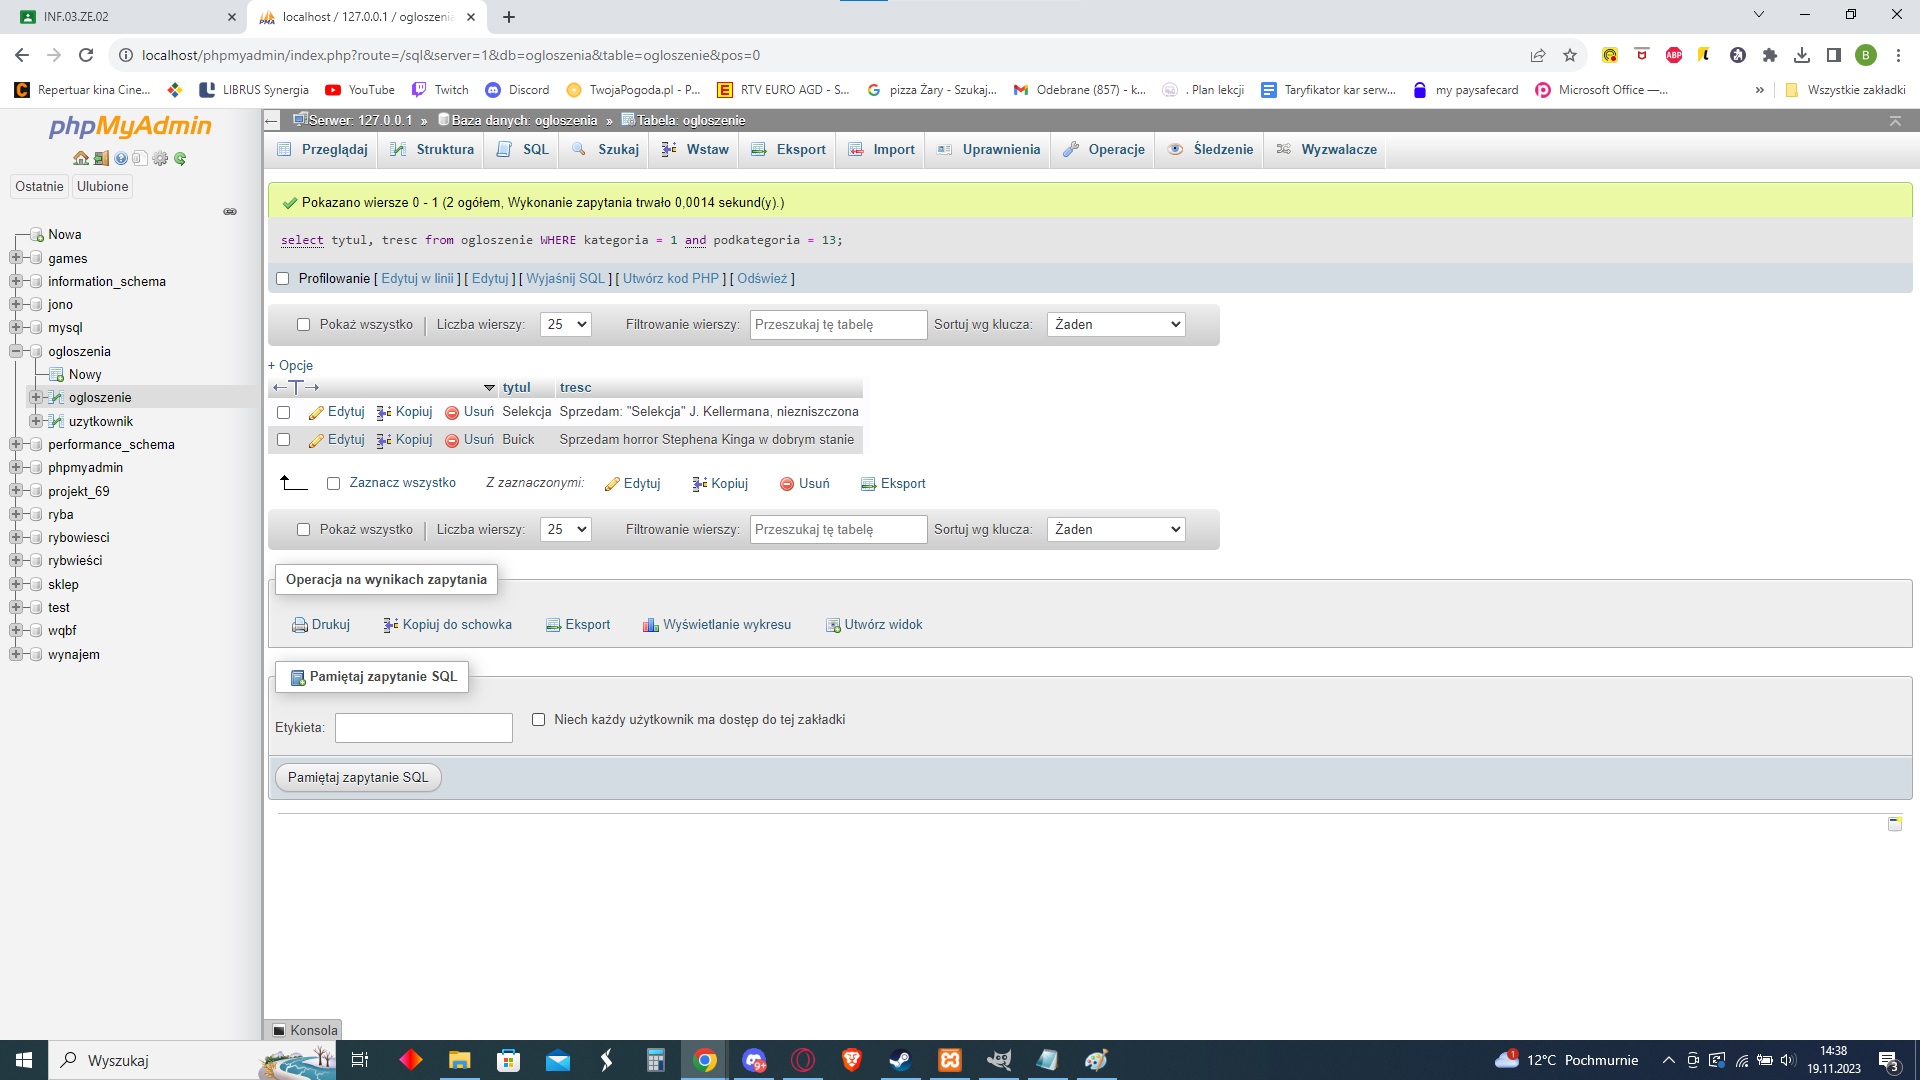 INF.03.ZE.02
localhost / 127.0.0.1 / ogloszenia
localhost/phpmyadmin/index.php?route=/sql&server=1&db=ogloszenia&table=ogloszenie&pos=0
Repertuar kina Cine...
LIBRUS Synergia
YouTube
Twitch
Discord
TwojaPogoda.pl - P...
RTV EURO AGD - S...
pizza Żary - Szukaj...
Odebrane (857) - k...
. Plan lekcji
Taryfikator kar serw...
my paysafecard
Microsoft Office —...
»
Wszystkie zakładki
phpMyAdmin
Ostatnie
Ulubione
Nowa
games
information_schema
jono
mysql
ogloszenia
Nowy
ogloszenie
uzytkownik
performance_schema
phpmyadmin
projekt_69
ryba
rybowiesci
rybwieści
sklep
test
wqbf
wynajem
Serwer: 127.0.0.1 » Baza danych: ogloszenia » Tabela: ogloszenie
Przeglądaj
Struktura
SQL
Szukaj
Wstaw
Eksport
Import
Uprawnienia
Operacje
Śledzenie
Wyzwalacze
Pokazano wiersze 0 - 1 (2 ogółem, Wykonanie zapytania trwało 0,0014 sekund(y).)
select tytul, tresc from ogloszenie WHERE kategoria = 1 and podkategoria = 13;
Profilowanie [ Edytuj w linii ] [ Edytuj ] [ Wyjaśnij SQL ] [ Utwórz kod PHP ] [ Odśwież ]
Pokaż wszystko | Liczba wierszy: 25 Filtrowanie wierszy: Przeszukaj tę tabelę Sortuj wg klucza: Żaden
+ Opcje
←T→ tytul tresc
Edytuj Kopiuj Usuń Selekcja Sprzedam: "Selekcja" J. Kellermana, niezniszczona
Edytuj Kopiuj Usuń Buick Sprzedam horror Stephena Kinga w dobrym stanie
Zaznacz wszystko Z zaznaczonymi: Edytuj Kopiuj Usuń Eksport
Pokaż wszystko | Liczba wierszy: 25 Filtrowanie wierszy: Przeszukaj tę tabelę Sortuj wg klucza: Żaden
Operacja na wynikach zapytania
Drukuj Kopiuj do schowka Eksport Wyświetlanie wykresu Utwórz widok
Pamiętaj zapytanie SQL
Etykieta: Niech każdy użytkownik ma dostęp do tej zakładki
Pamiętaj zapytanie SQL
Konsola
Wyszukaj
12°C Pochmurnie
14:38
19.11.2023